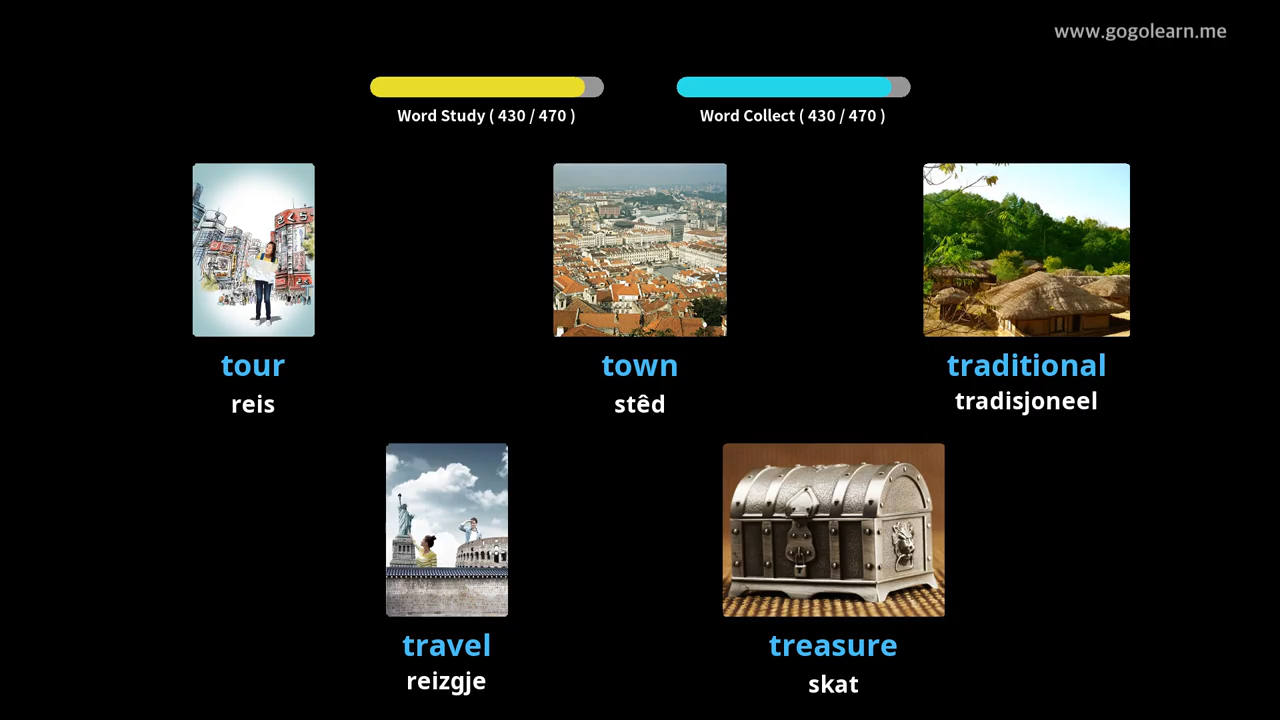 www.gogolearn.me
Word Study ( 430 / 470 )
Word Collect ( 430 / 470 )
tour
reis
town
stêd
traditional
tradisjoneel
travel
reizgje
treasure
skat